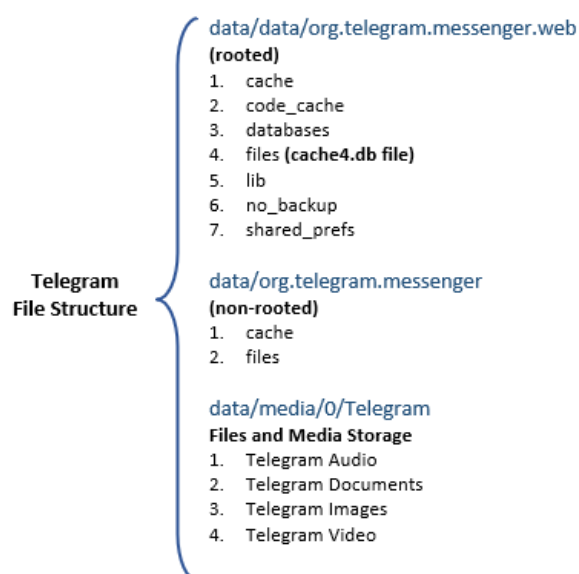 data/data/org.telegram.messenger.web
(rooted)
1. cache
2. code_cache
3. databases
4. files (cache4.db file)
5. lib
6. no_backup
7. shared_prefs
Telegram
File Structure
data/org.telegram.messenger
(non-rooted)
1. cache
2. files
data/media/0/Telegram
Files and Media Storage
1. Telegram Audio
2. Telegram Documents
3. Telegram Images
4. Telegram Video